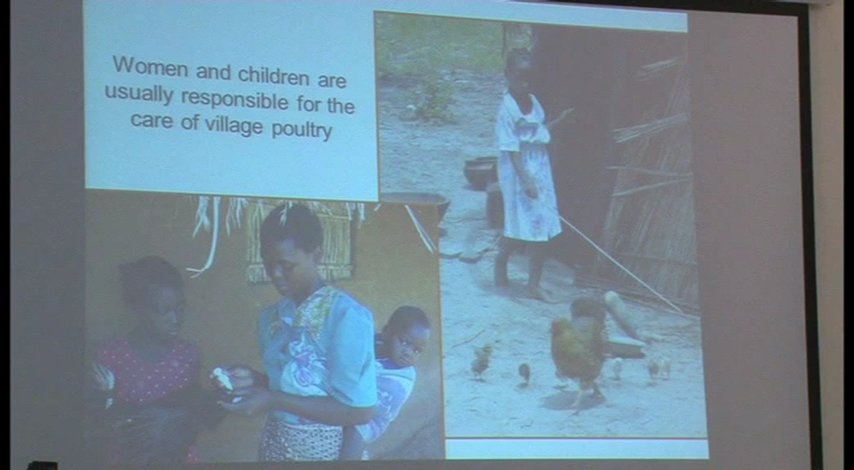 Women and children are
usually responsible for the
care of village poultry